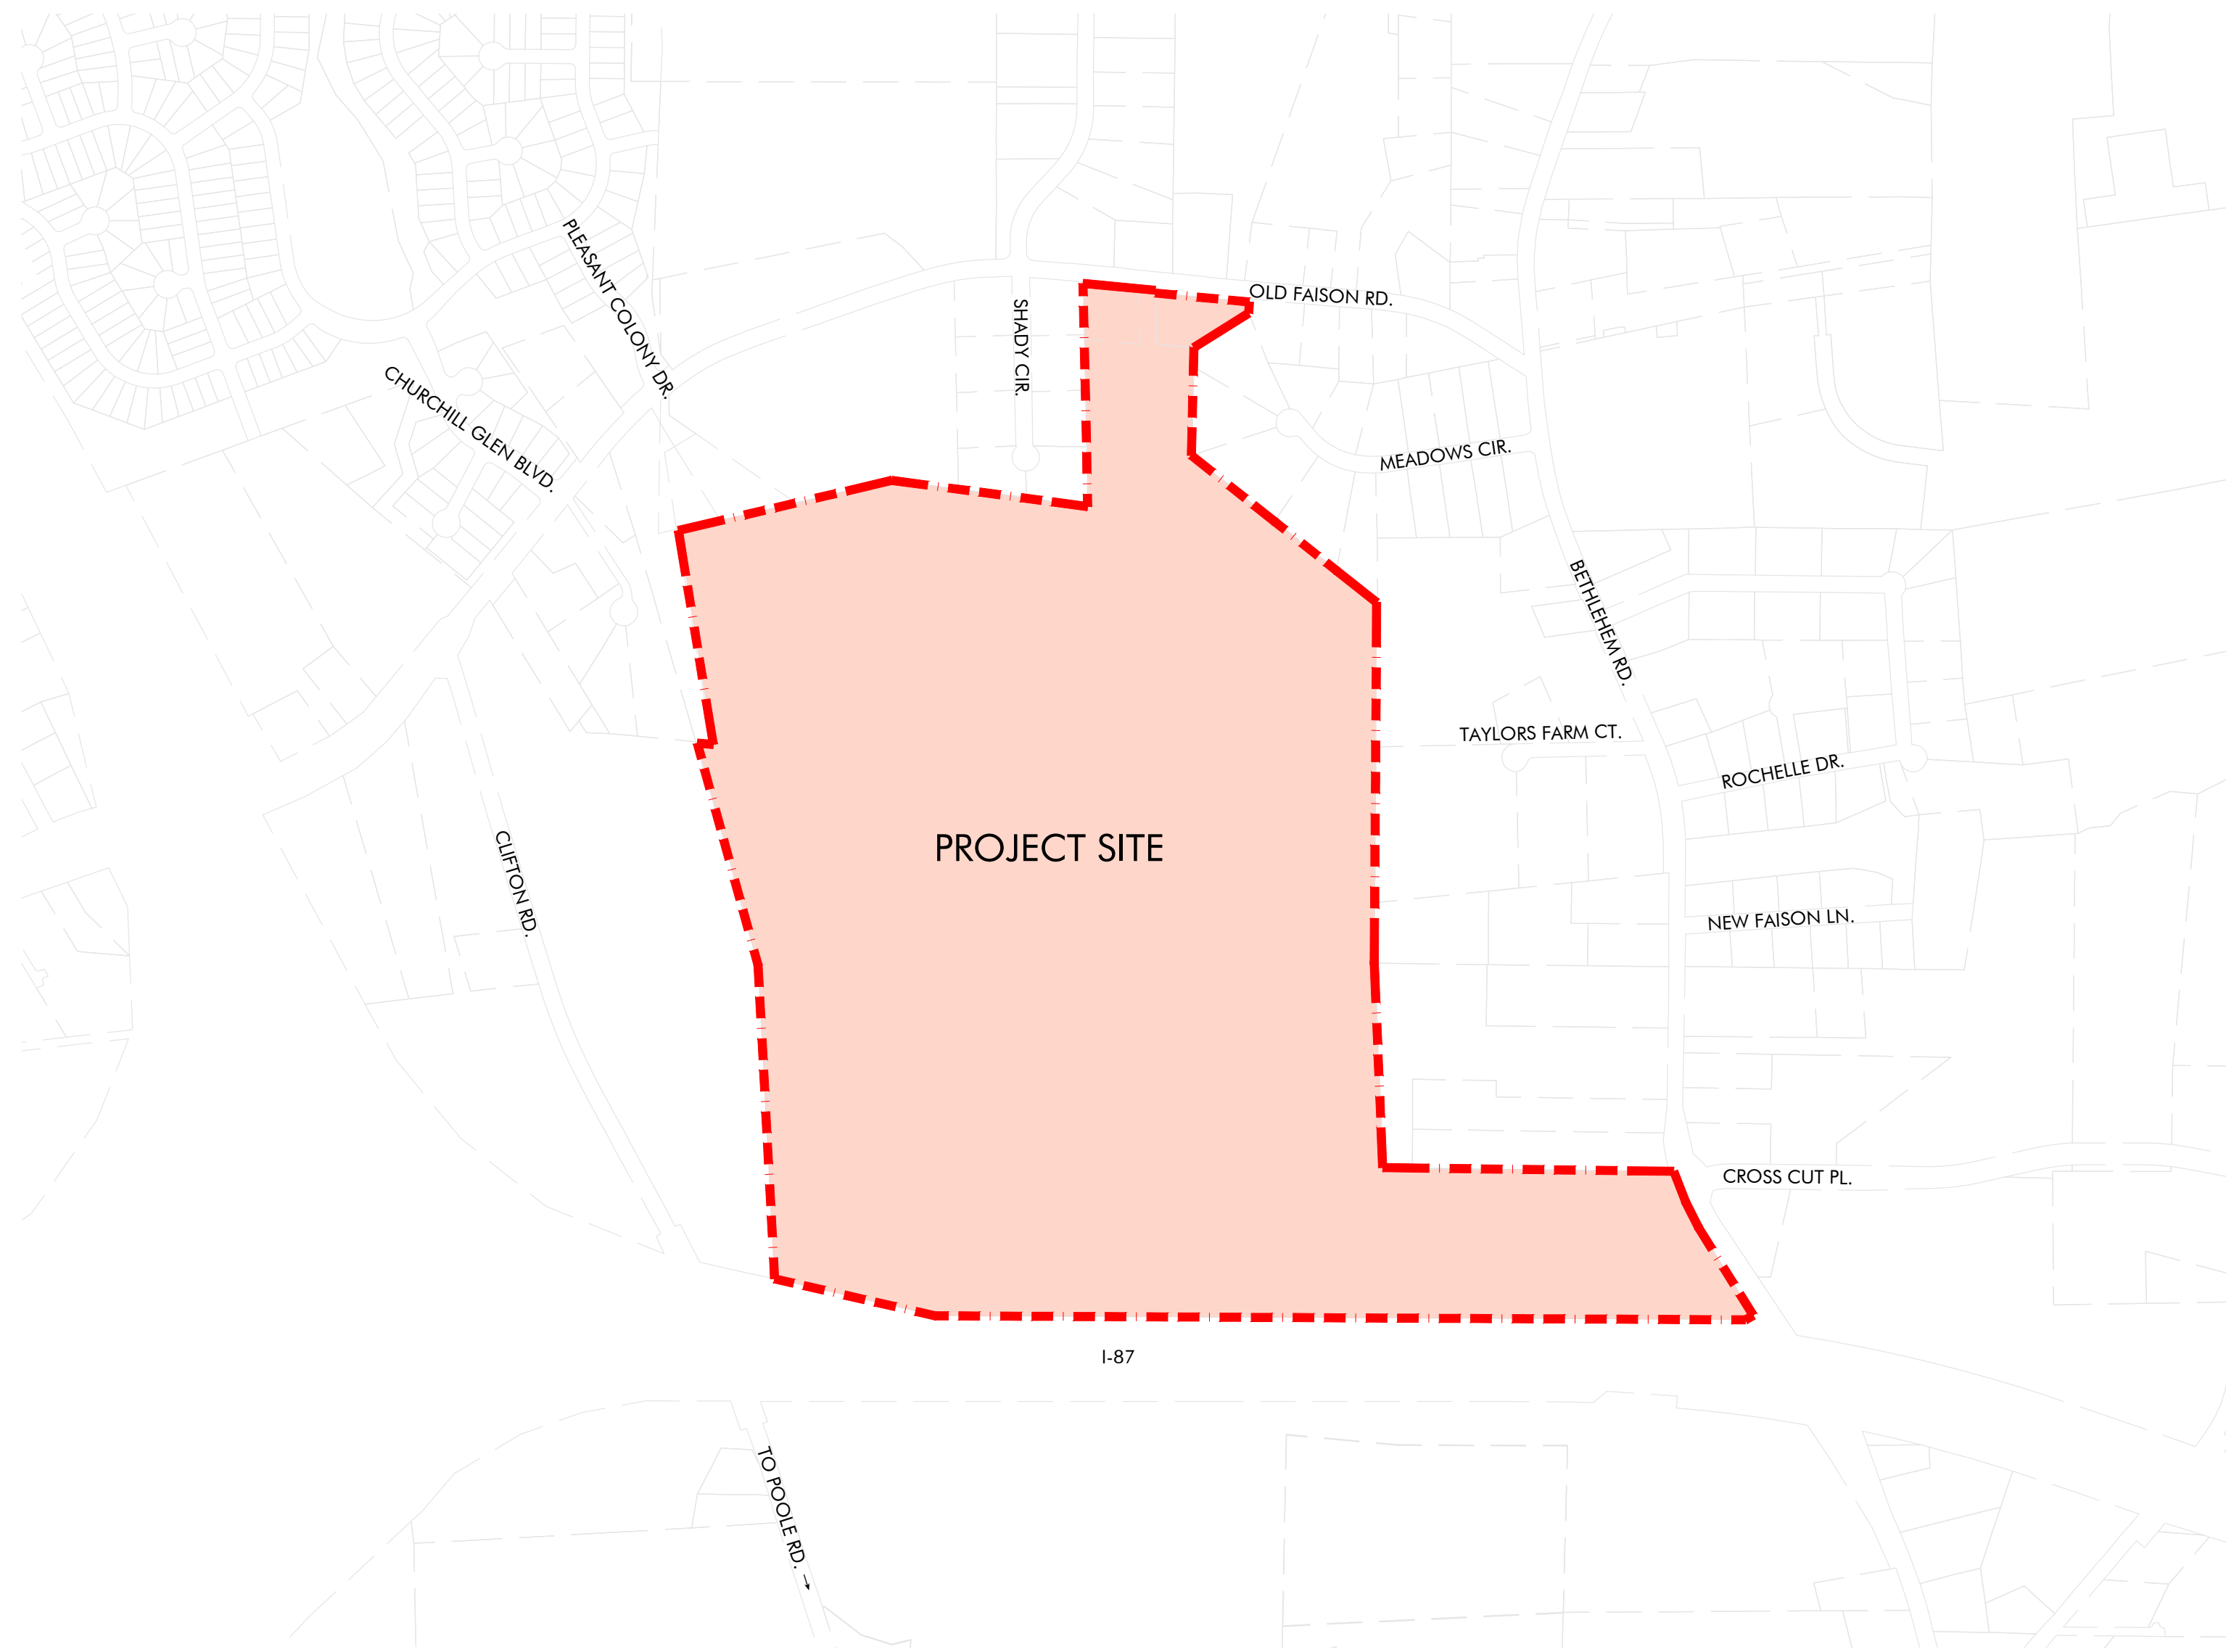 PLEASANT COLONY DR.
OLD FAISON RD.
SHADY CIR.
CHURCHILL GLEN BLVD.
MEADOWS CIR.
BETHLEHEM RD.
TAYLORS FARM CT.
ROCHELLE DR.
PROJECT SITE
CLIFTON RD.
NEW FAISON LN.
CROSS CUT PL.
I-87
TO POOLE RD. →